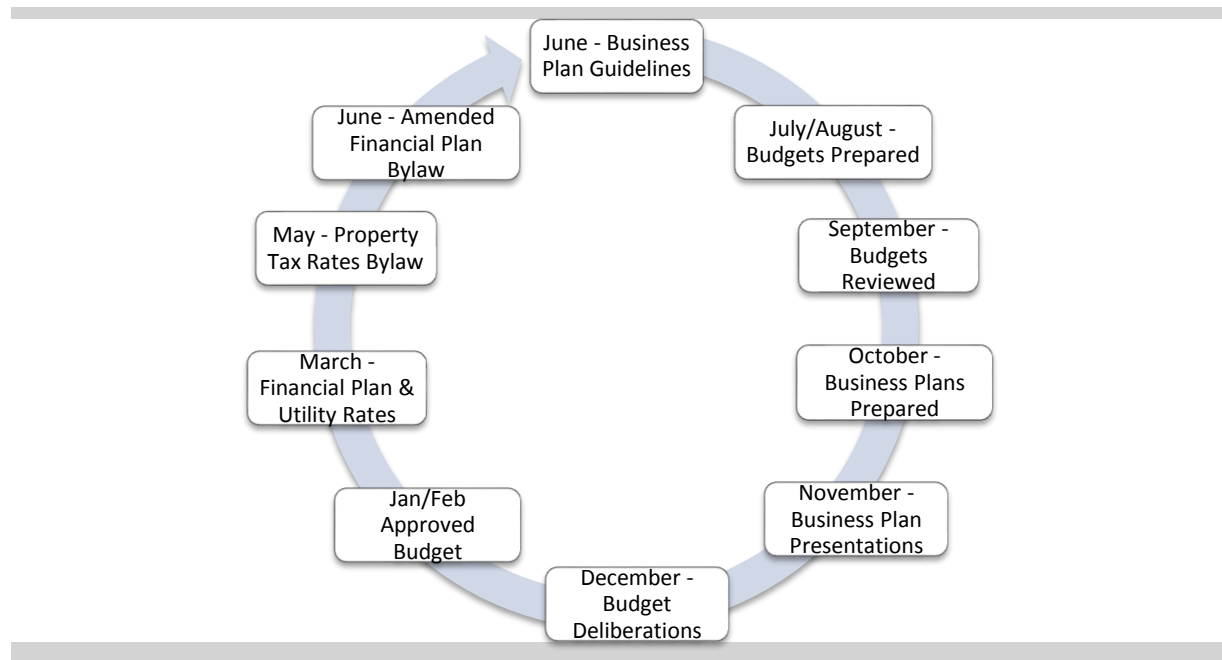 June - Business
Plan Guidelines
July/August -
Budgets Prepared
September -
Budgets
Reviewed
October -
Business Plans
Prepared
November -
Business Plan
Presentations
December -
Budget
Deliberations
Jan/Feb
Approved
Budget
March -
Financial Plan &
Utility Rates
May - Property
Tax Rates Bylaw
June - Amended
Financial Plan
Bylaw